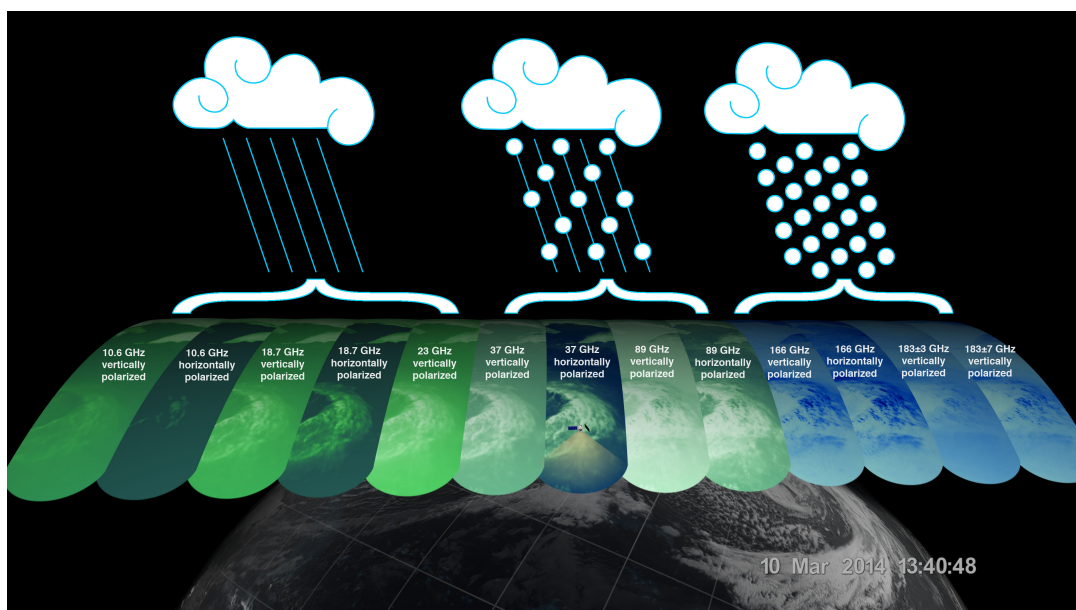 10.6 GHz
vertically
polarized
10.6 GHz
horizontally
polarized
18.7 GHz
vertically
polarized
18.7 GHz
horizontally
polarized
23 GHz
vertically
polarized
37 GHz
vertically
polarized
37 GHz
horizontally
polarized
89 GHz
vertically
polarized
89 GHz
horizontally
polarized
166 GHz
vertically
polarized
166 GHz
horizontally
polarized
183±3 GHz
vertically
polarized
183±7 GHz
vertically
polarized
10 Mar 2014 13:40:48